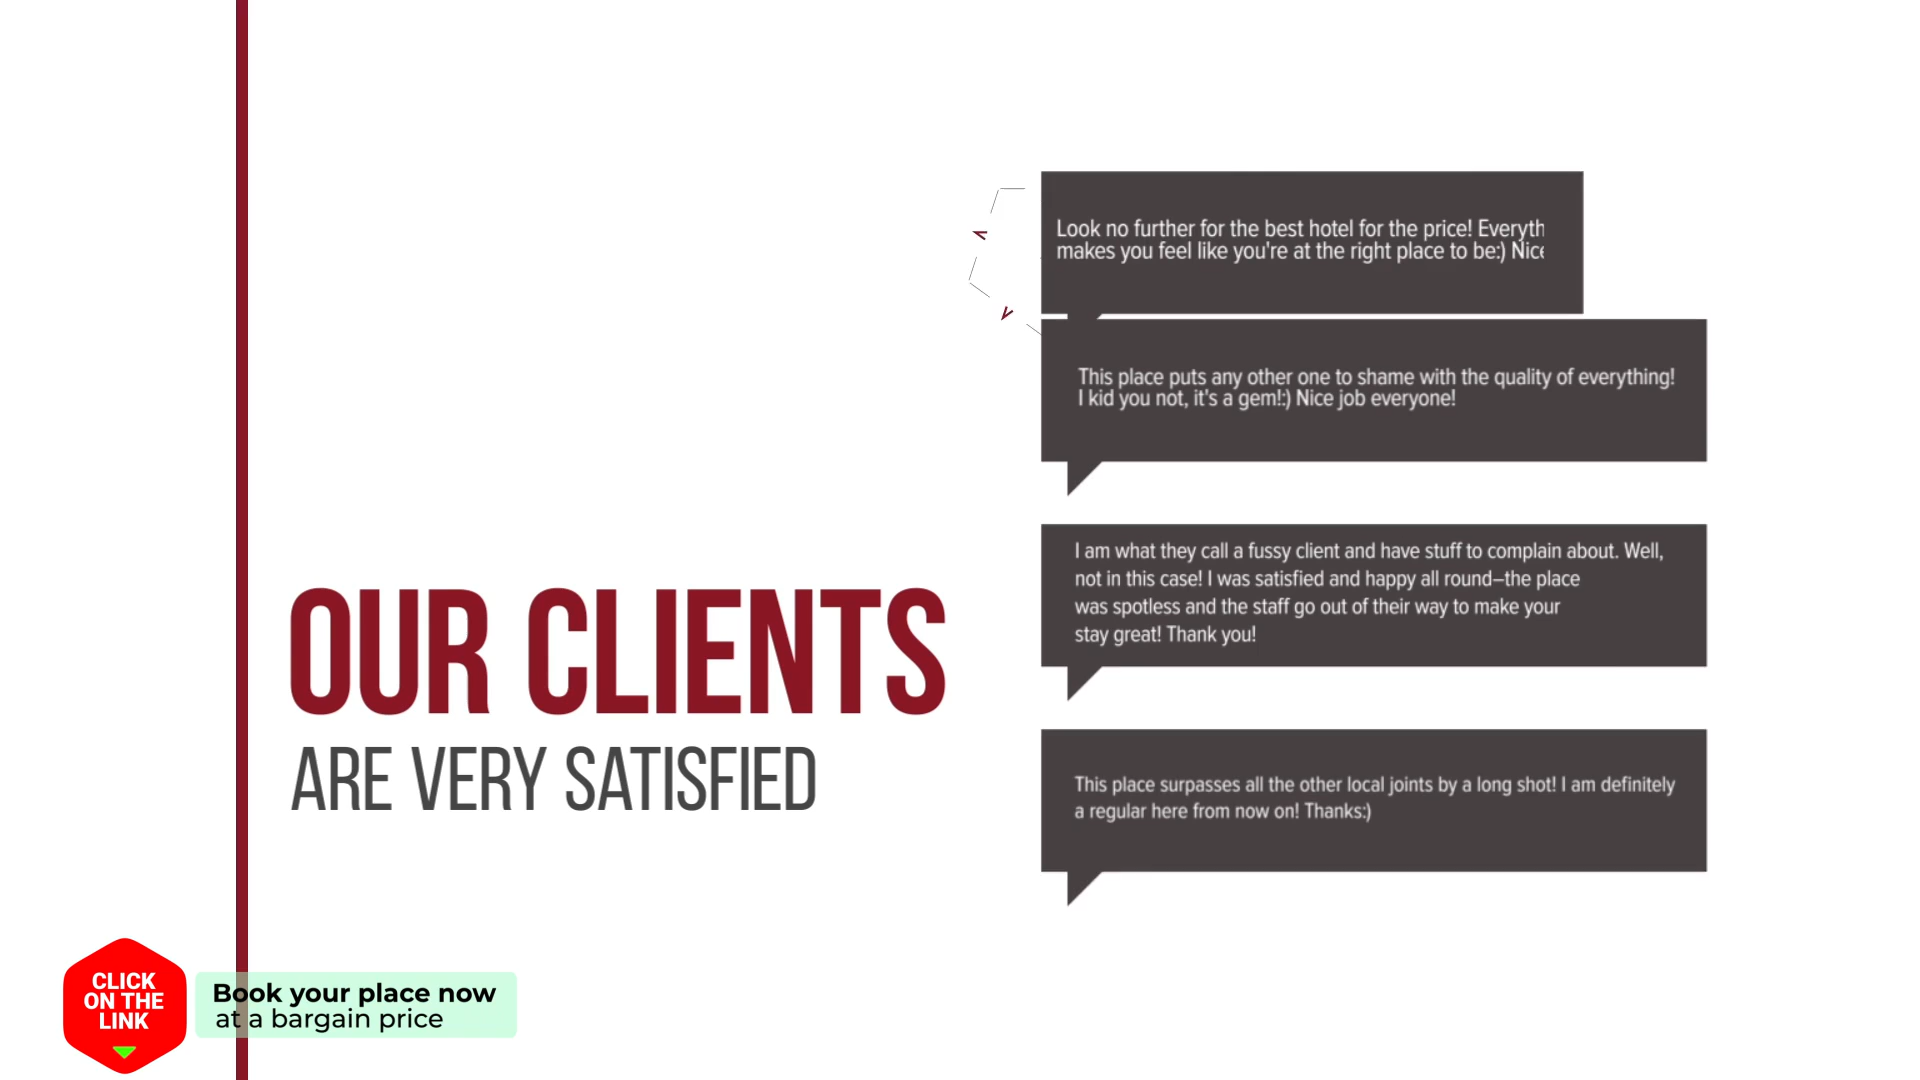 Look no further for the best hotel for the price! Everyth
makes you feel like you're at the right place to be:) Nice
This place puts any other one to shame with the quality of everything!
I kid you not, it's a gem!:) Nice job everyone!
I am what they call a fussy client and have stuff to complain about. Well,
not in this case! I was satisfied and happy all round–the place
was spotless and the staff go out of their way to make your
stay great! Thank you!
This place surpasses all the other local joints by a long shot! I am definitely
a regular here from now on! Thanks:)
OUR CLIENTS
ARE VERY SATISFIED
CLICK
ON THE
LINK
Book your place now
at a bargain price